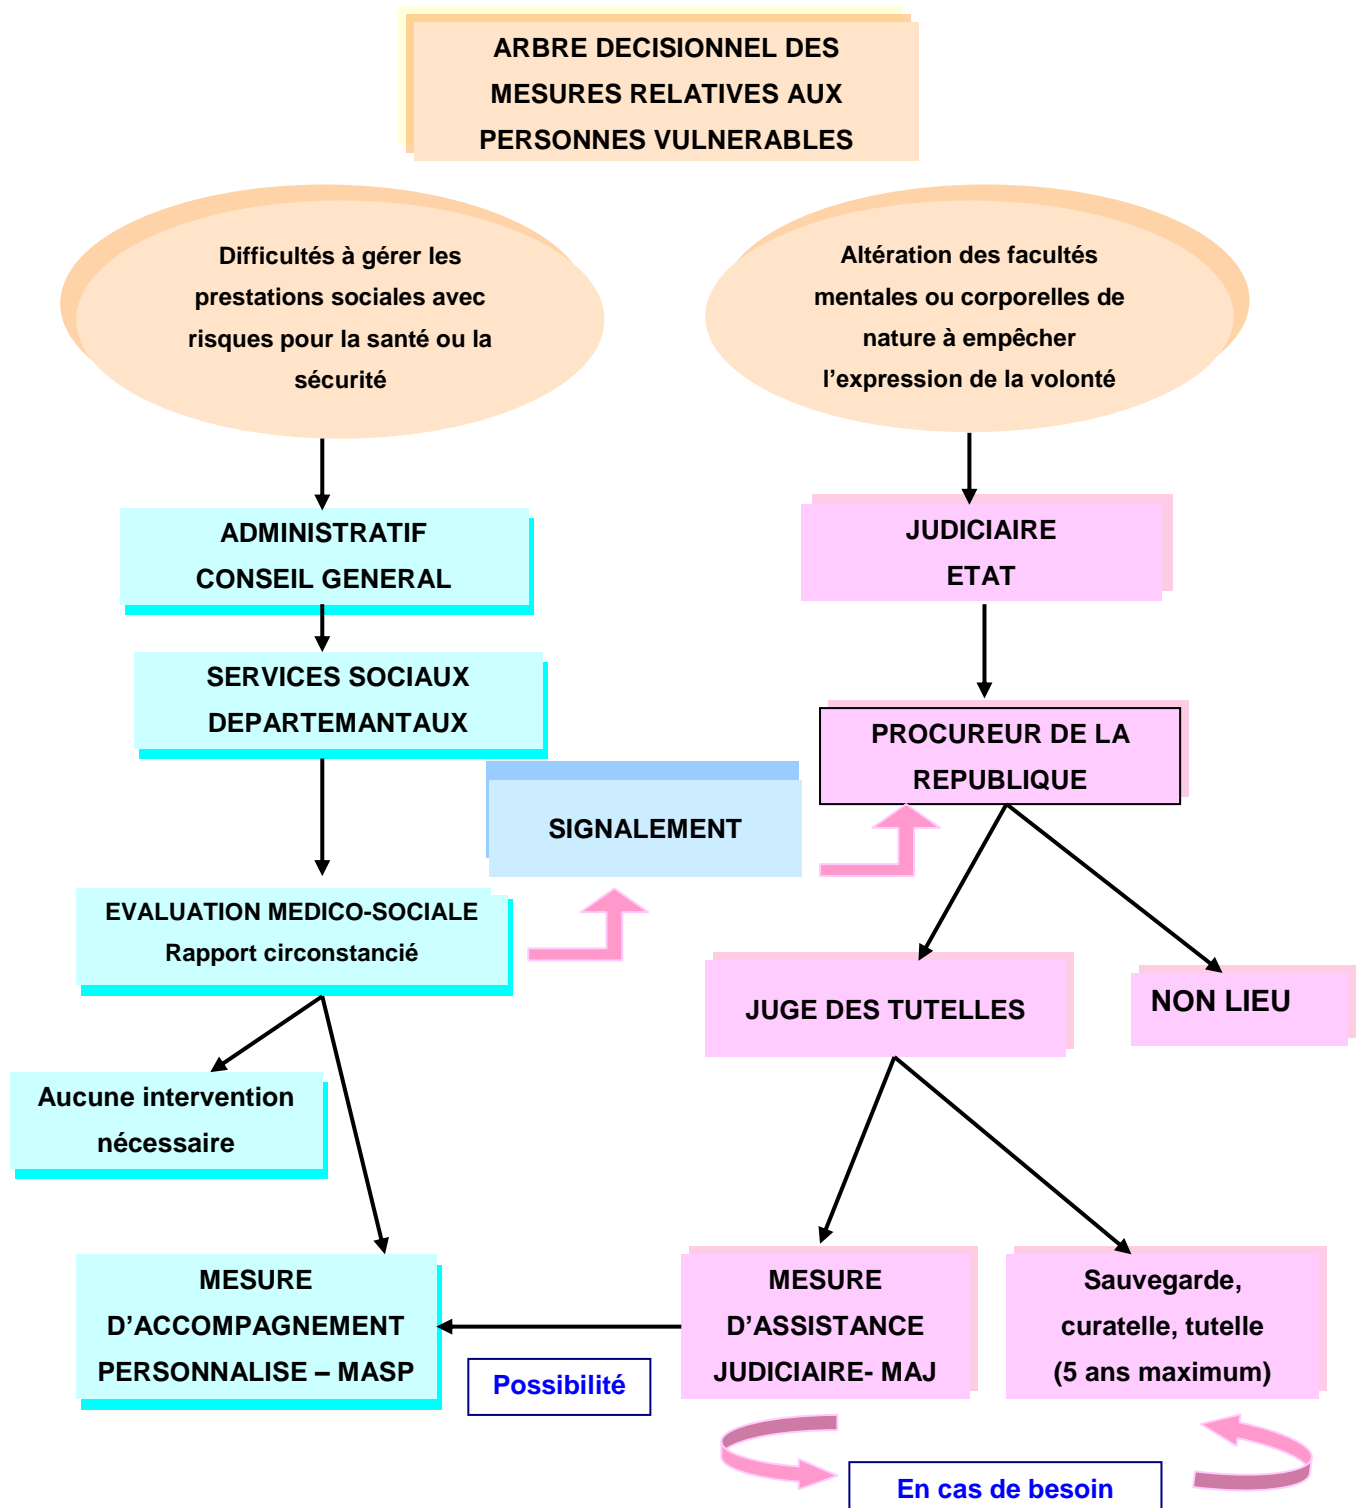 ARBRE DECISIONNEL DES
MESURES RELATIVES AUX
PERSONNES VULNERABLES
Difficultés à gérer les
prestations sociales avec
risques pour la santé ou la
sécurité
Altération des facultés
mentales ou corporelles de
nature à empêcher
l'expression de la volonté
ADMINISTRATIF
CONSEIL GENERAL
JUDICIAIRE
ETAT
SERVICES SOCIAUX
DEPARTEMANTAUX
PROCUREUR DE LA
REPUBLIQUE
SIGNALEMENT
EVALUATION MEDICO-SOCIALE
Rapport circonstancié
JUGE DES TUTELLES
NON LIEU
Aucune intervention
nécessaire
MESURE
D'ACCOMPAGNEMENT
PERSONNALISE – MASP
Possibilité
MESURE
D'ASSISTANCE
JUDICIAIRE- MAJ
Sauvegarde,
curatelle, tutelle
(5 ans maximum)
En cas de besoin